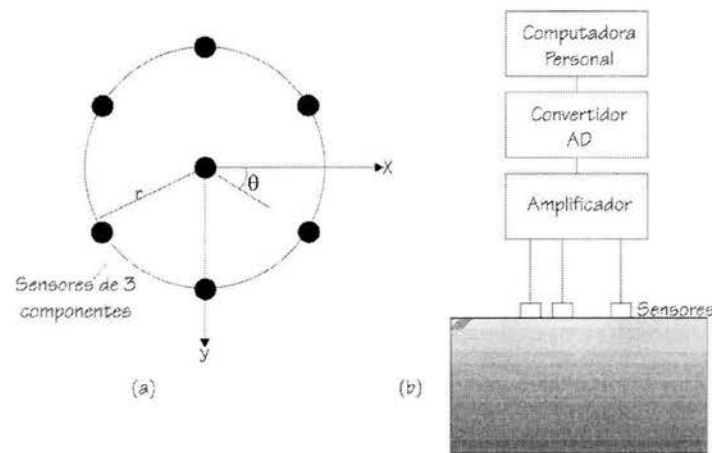 Computadora
Personal
Convertidor
AD
Amplificador
x
θ
r
Sensores de 3
componentes
y
Sensores
(a)
(b)